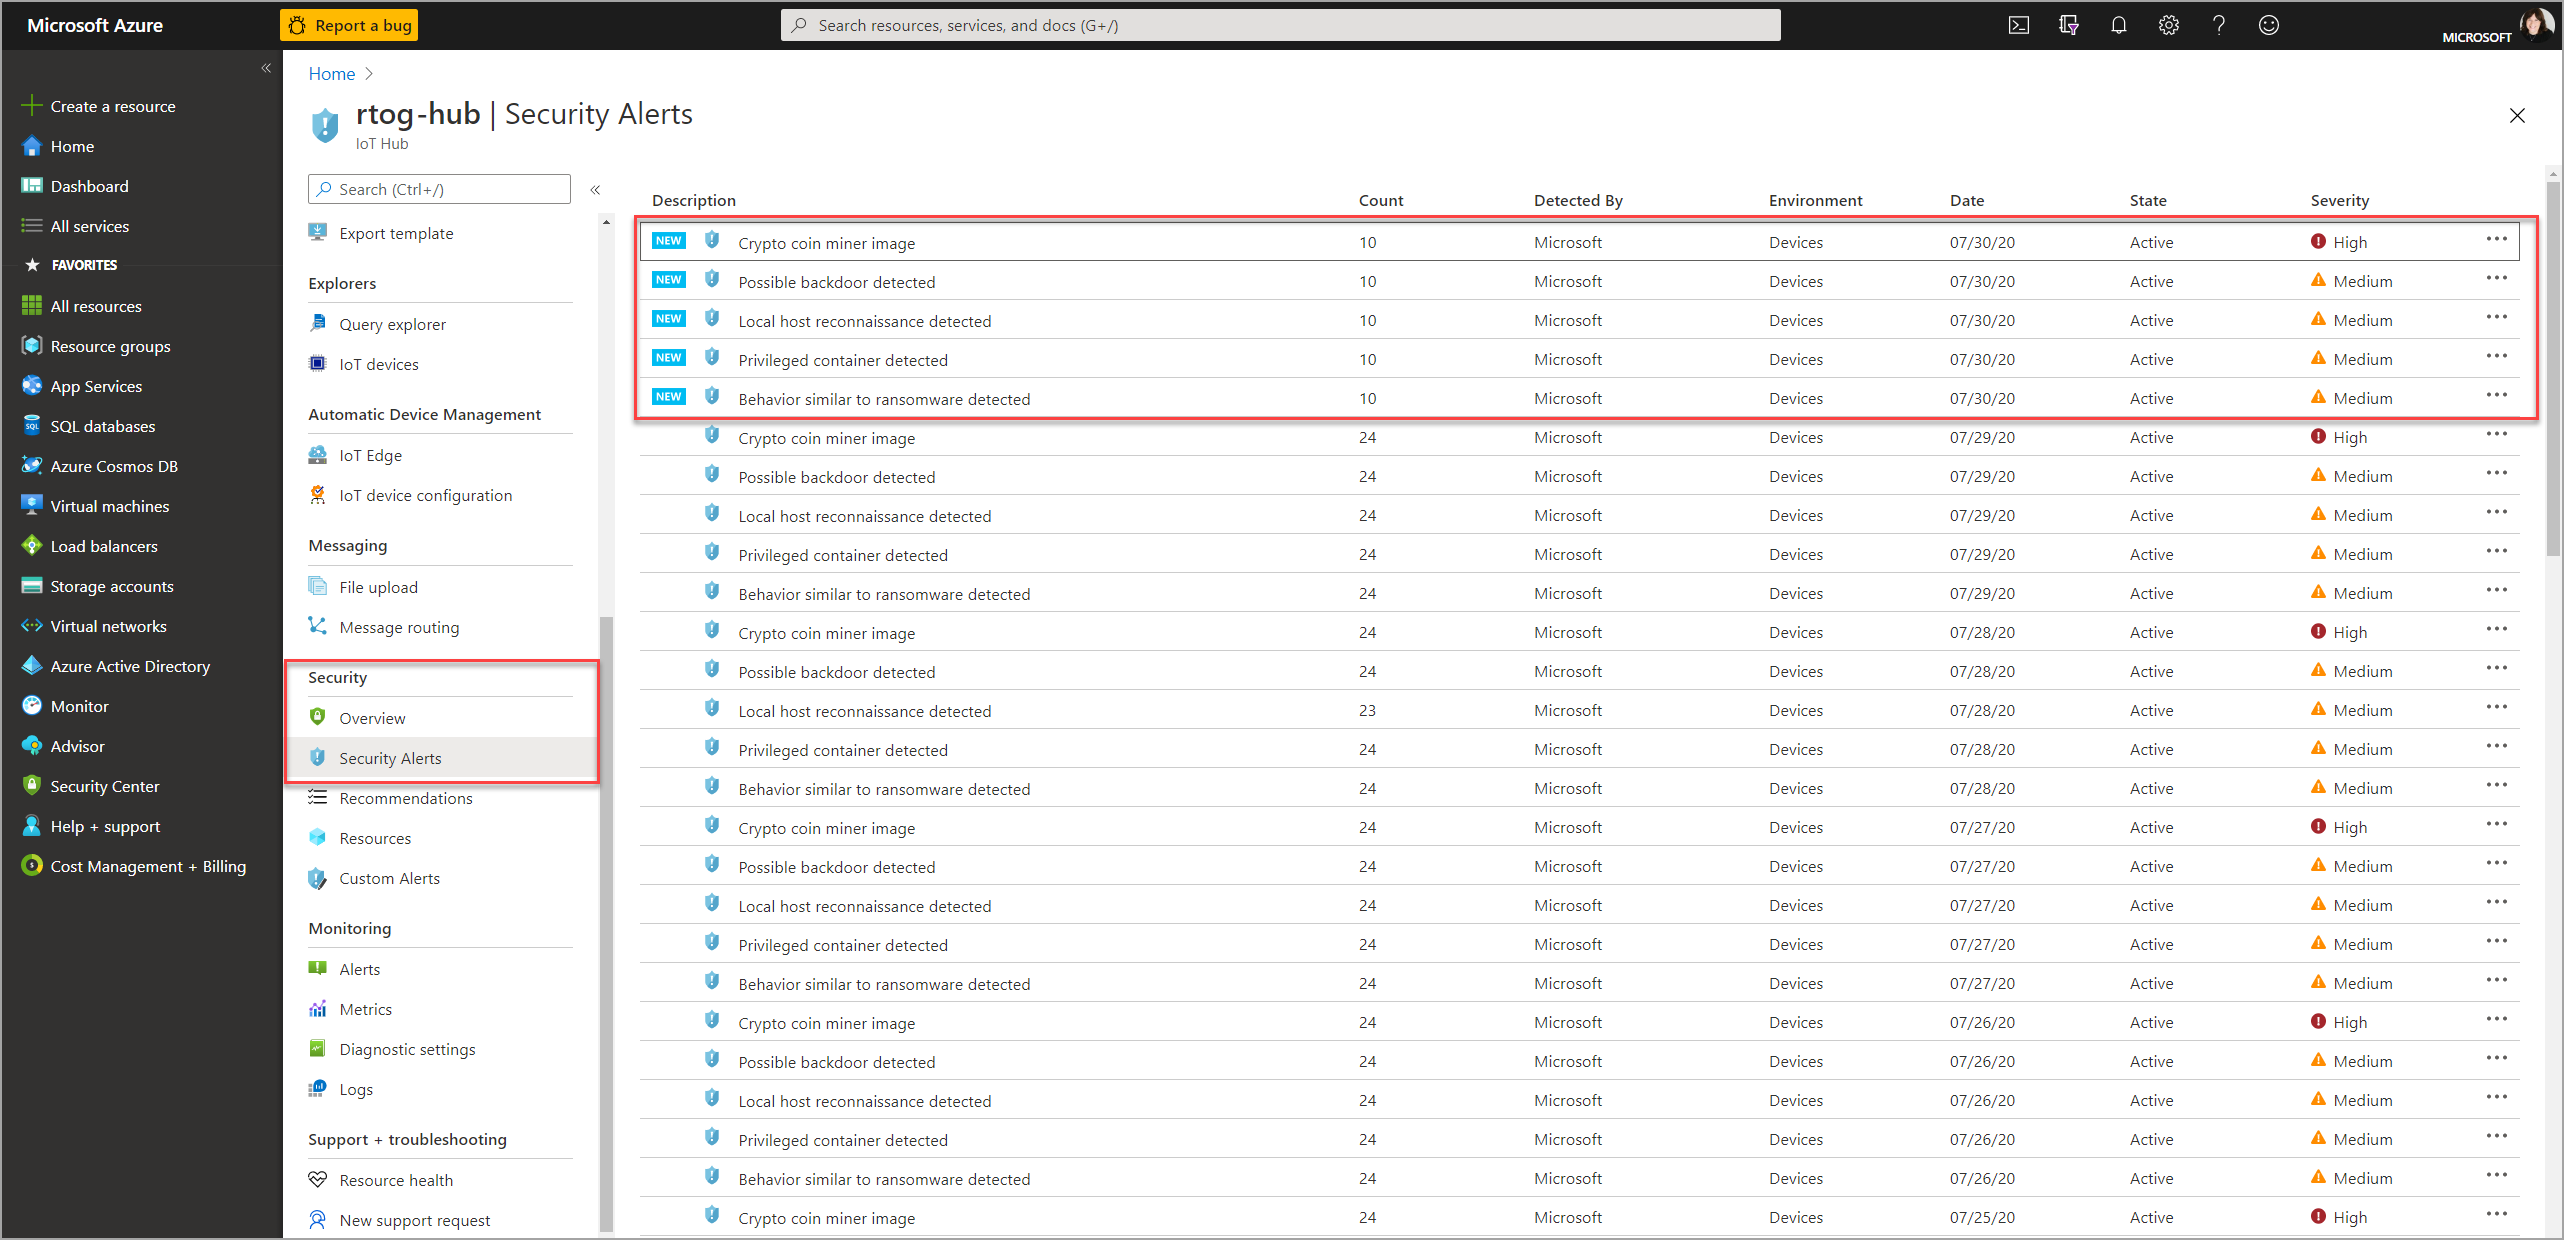 Microsoft Azure
Report a bug
Search resources, services, and docs (G+/)
MICROSOFT
Create a resource
Home
Dashboard
All services
FAVORITES
All resources
Resource groups
App Services
SQL databases
Azure Cosmos DB
Virtual machines
Load balancers
Storage accounts
Virtual networks
Azure Active Directory
Monitor
Advisor
Security Center
Help + support
Cost Management + Billing
Home >
rtog-hub | Security Alerts
IoT Hub
Search (Ctrl+/)
Export template
Explorers
Query explorer
IoT devices
Automatic Device Management
IoT Edge
IoT device configuration
Messaging
File upload
Message routing
Security
Overview
Security Alerts
Recommendations
Resources
Custom Alerts
Monitoring
Alerts
Metrics
Diagnostic settings
Logs
Support + troubleshooting
Resource health
New support request
Description Count Detected By Environment Date State Severity
NEW Crypto coin miner image 10 Microsoft Devices 07/30/20 Active High
NEW Possible backdoor detected 10 Microsoft Devices 07/30/20 Active Medium
NEW Local host reconnaissance detected 10 Microsoft Devices 07/30/20 Active Medium
NEW Privileged container detected 10 Microsoft Devices 07/30/20 Active Medium
NEW Behavior similar to ransomware detected 10 Microsoft Devices 07/30/20 Active Medium
Crypto coin miner image 24 Microsoft Devices 07/29/20 Active High
Possible backdoor detected 24 Microsoft Devices 07/29/20 Active Medium
Local host reconnaissance detected 24 Microsoft Devices 07/29/20 Active Medium
Privileged container detected 24 Microsoft Devices 07/29/20 Active Medium
Behavior similar to ransomware detected 24 Microsoft Devices 07/29/20 Active Medium
Crypto coin miner image 24 Microsoft Devices 07/28/20 Active High
Possible backdoor detected 24 Microsoft Devices 07/28/20 Active Medium
Local host reconnaissance detected 23 Microsoft Devices 07/28/20 Active Medium
Privileged container detected 24 Microsoft Devices 07/28/20 Active Medium
Behavior similar to ransomware detected 24 Microsoft Devices 07/28/20 Active Medium
Crypto coin miner image 24 Microsoft Devices 07/27/20 Active High
Possible backdoor detected 24 Microsoft Devices 07/27/20 Active Medium
Local host reconnaissance detected 24 Microsoft Devices 07/27/20 Active Medium
Privileged container detected 24 Microsoft Devices 07/27/20 Active Medium
Behavior similar to ransomware detected 24 Microsoft Devices 07/27/20 Active Medium
Crypto coin miner image 24 Microsoft Devices 07/26/20 Active High
Possible backdoor detected 24 Microsoft Devices 07/26/20 Active Medium
Local host reconnaissance detected 24 Microsoft Devices 07/26/20 Active Medium
Privileged container detected 24 Microsoft Devices 07/26/20 Active Medium
Behavior similar to ransomware detected 24 Microsoft Devices 07/26/20 Active Medium
Crypto coin miner image 24 Microsoft Devices 07/25/20 Active High